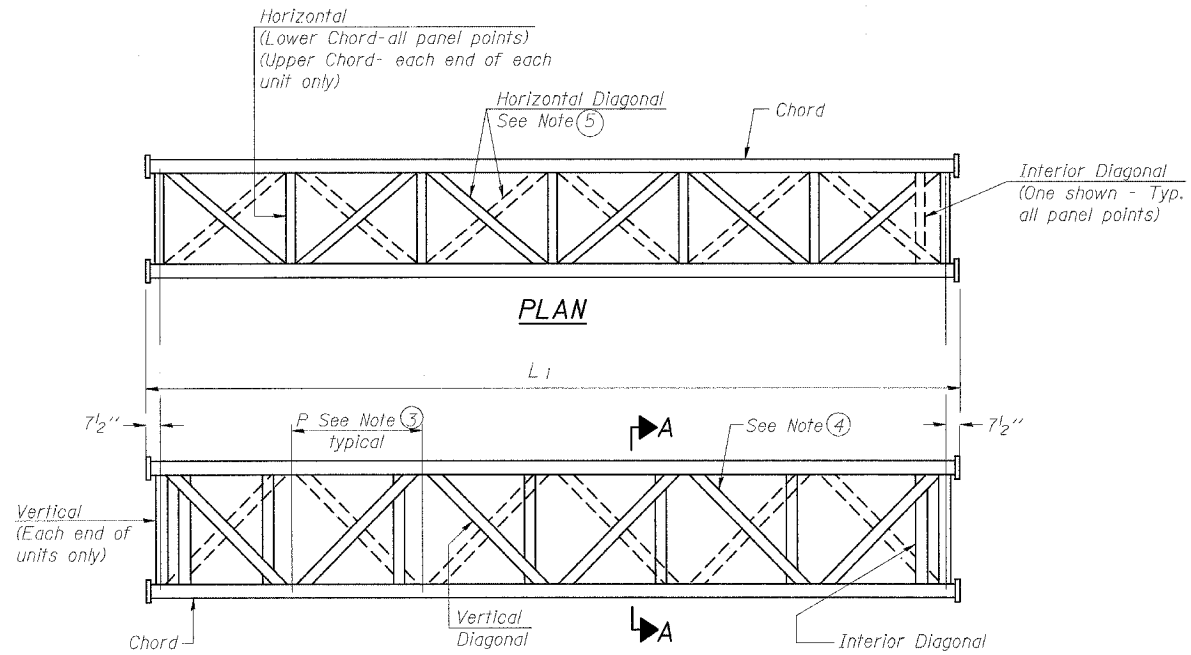 Horizontal
(Lower Chord-all panel points)
(Upper Chord- each end of each
unit only)
Horizontal Diagonal
See Note 5
Chord
Interior Diagonal
(One shown - Typ.
all panel points)
PLAN
L1
7½"
P See Note 3
typical
A
See Note 4
7½"
Vertical
(Each end of
units only)
Chord
Vertical
Diagonal
A
Interior Diagonal